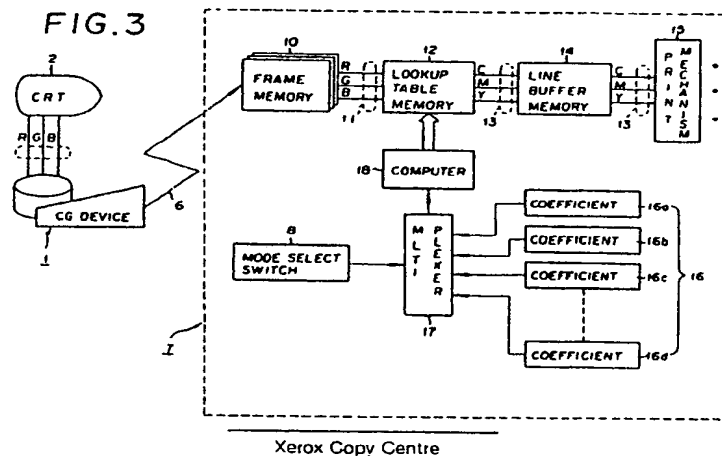 FIG.3
2
CRT
R G B
CG DEVICE
1
6
10
FRAME MEMORY
R
G
B
11
12
LOOKUP TABLE MEMORY
C
M
Y
13
14
LINE BUFFER MEMORY
C
M
Y
13
15
PRINT MECHANISM
18
COMPUTER
8
MODE SELECT SWITCH
MLTI PLEXER
17
COEFFICIENT
16a
COEFFICIENT
16b
COEFFICIENT
16c
COEFFICIENT
16d
16
I
Xerox Copy Centre